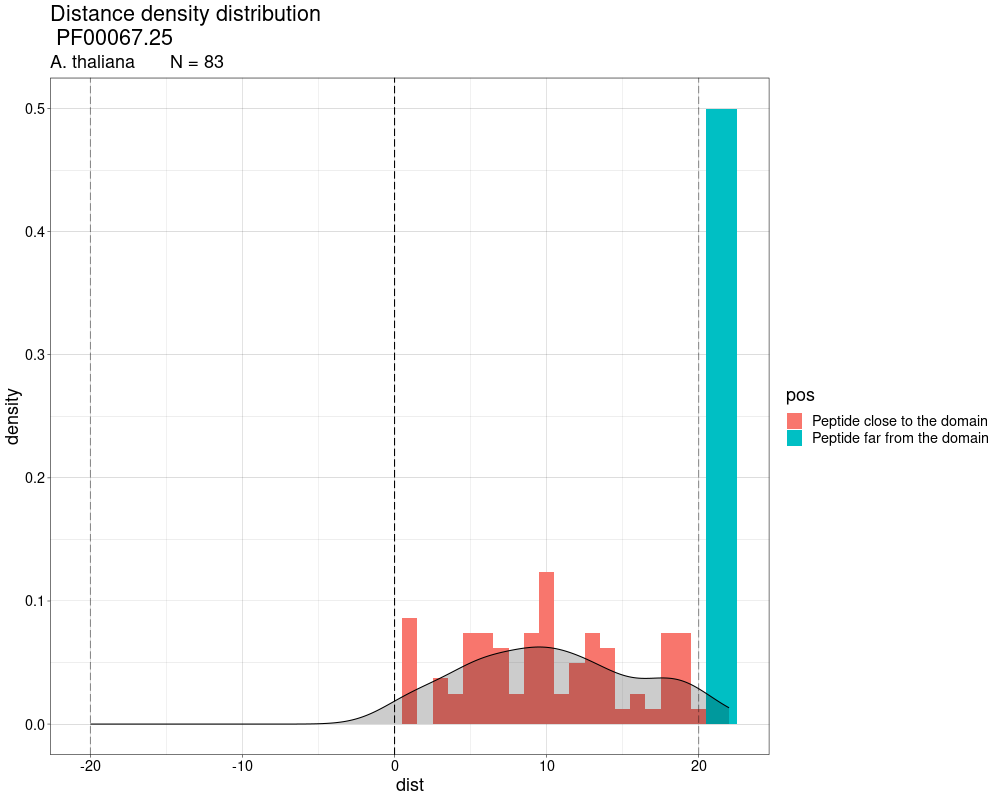 Distance density distribution
PF00067.25
A. thaliana N = 83
0.5
0.4
0.3
0.2
0.1
0.0
density
-20 -10 0 10 20
dist
pos
Peptide close to the domain
Peptide far from the domain